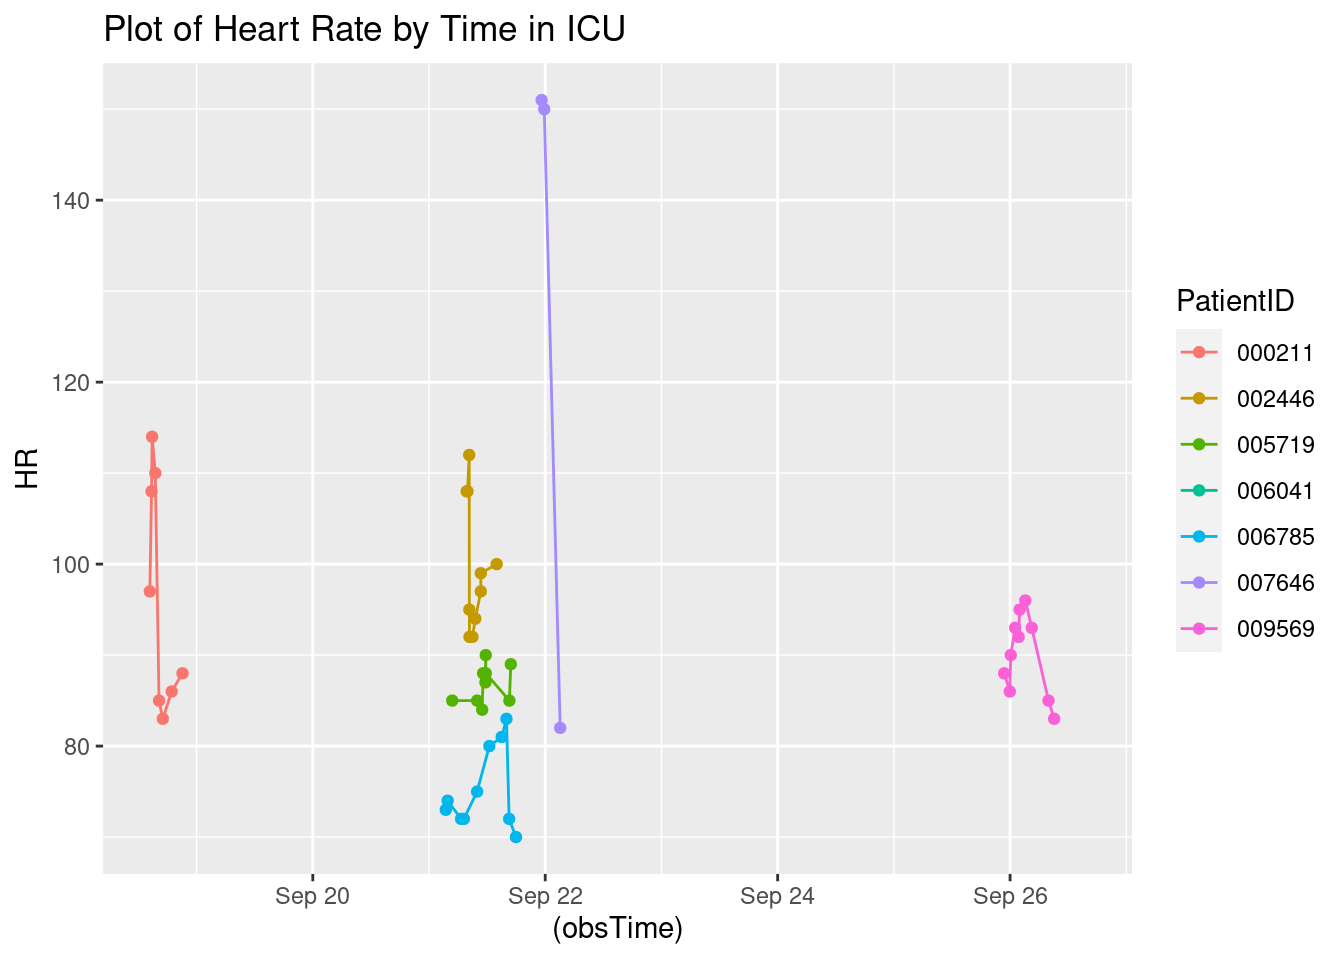 Plot of Heart Rate by Time in ICU
HR
140
120
100
80
Sep 20
Sep 22
Sep 24
Sep 26
(obsTime)
PatientID
000211
002446
005719
006041
006785
007646
009569